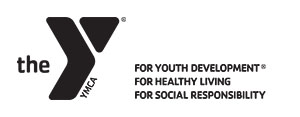 the
YMCA
®
FOR YOUTH DEVELOPMENT®
FOR HEALTHY LIVING
FOR SOCIAL RESPONSIBILITY